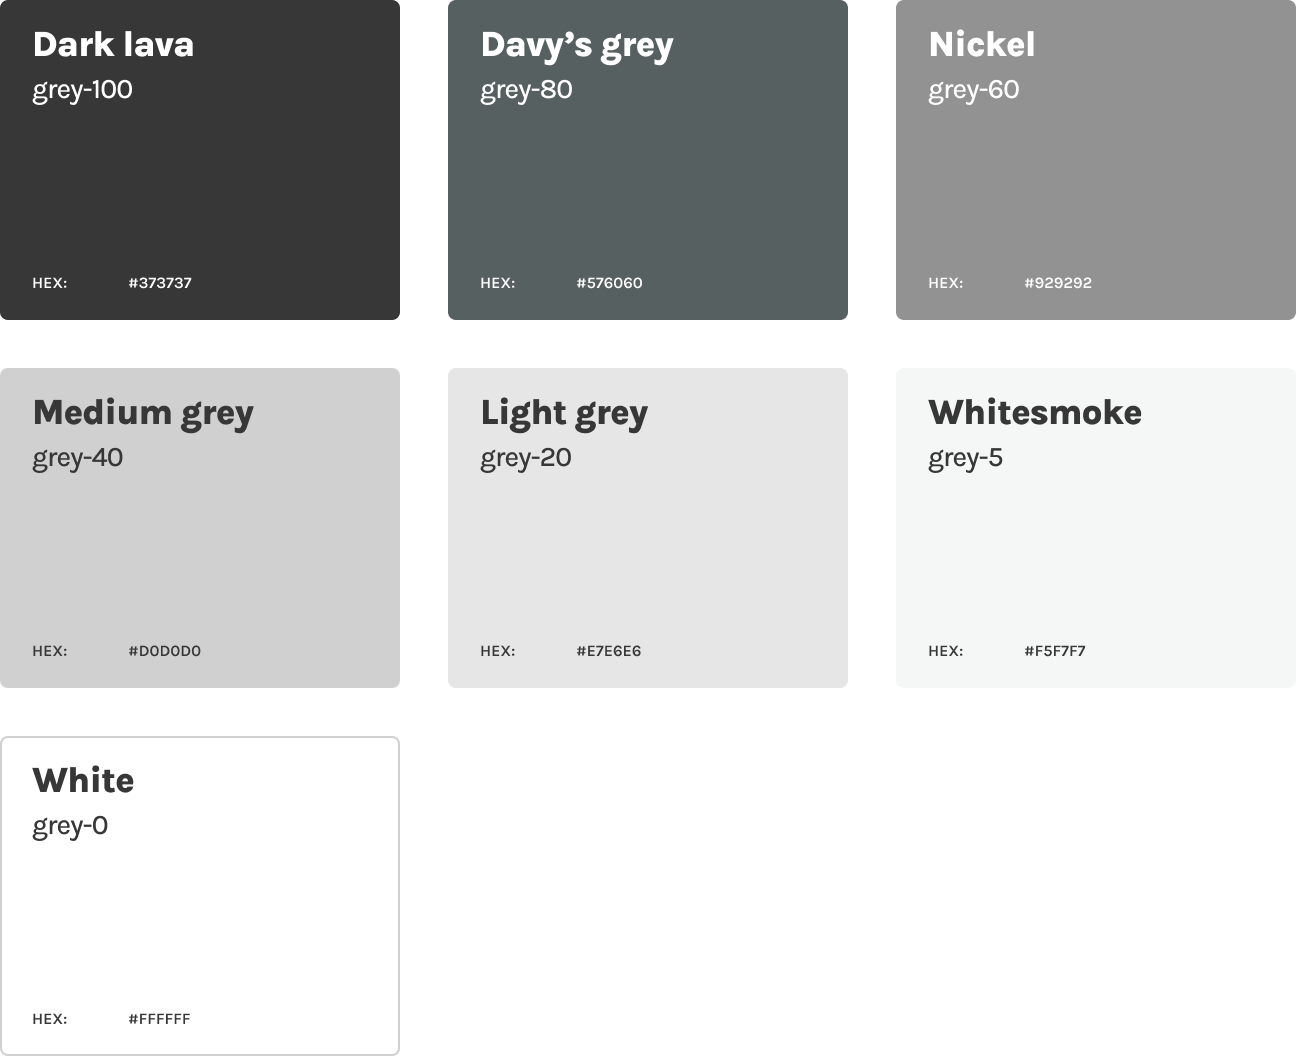 Dark lava
grey-100
HEX: #373737
Davy’s grey
grey-80
HEX: #576060
Nickel
grey-60
HEX: #929292
Medium grey
grey-40
HEX: #D0D0D0
Light grey
grey-20
HEX: #E7E6E6
Whitesmoke
grey-5
HEX: #F5F7F7
White
grey-0
HEX: #FFFFFF